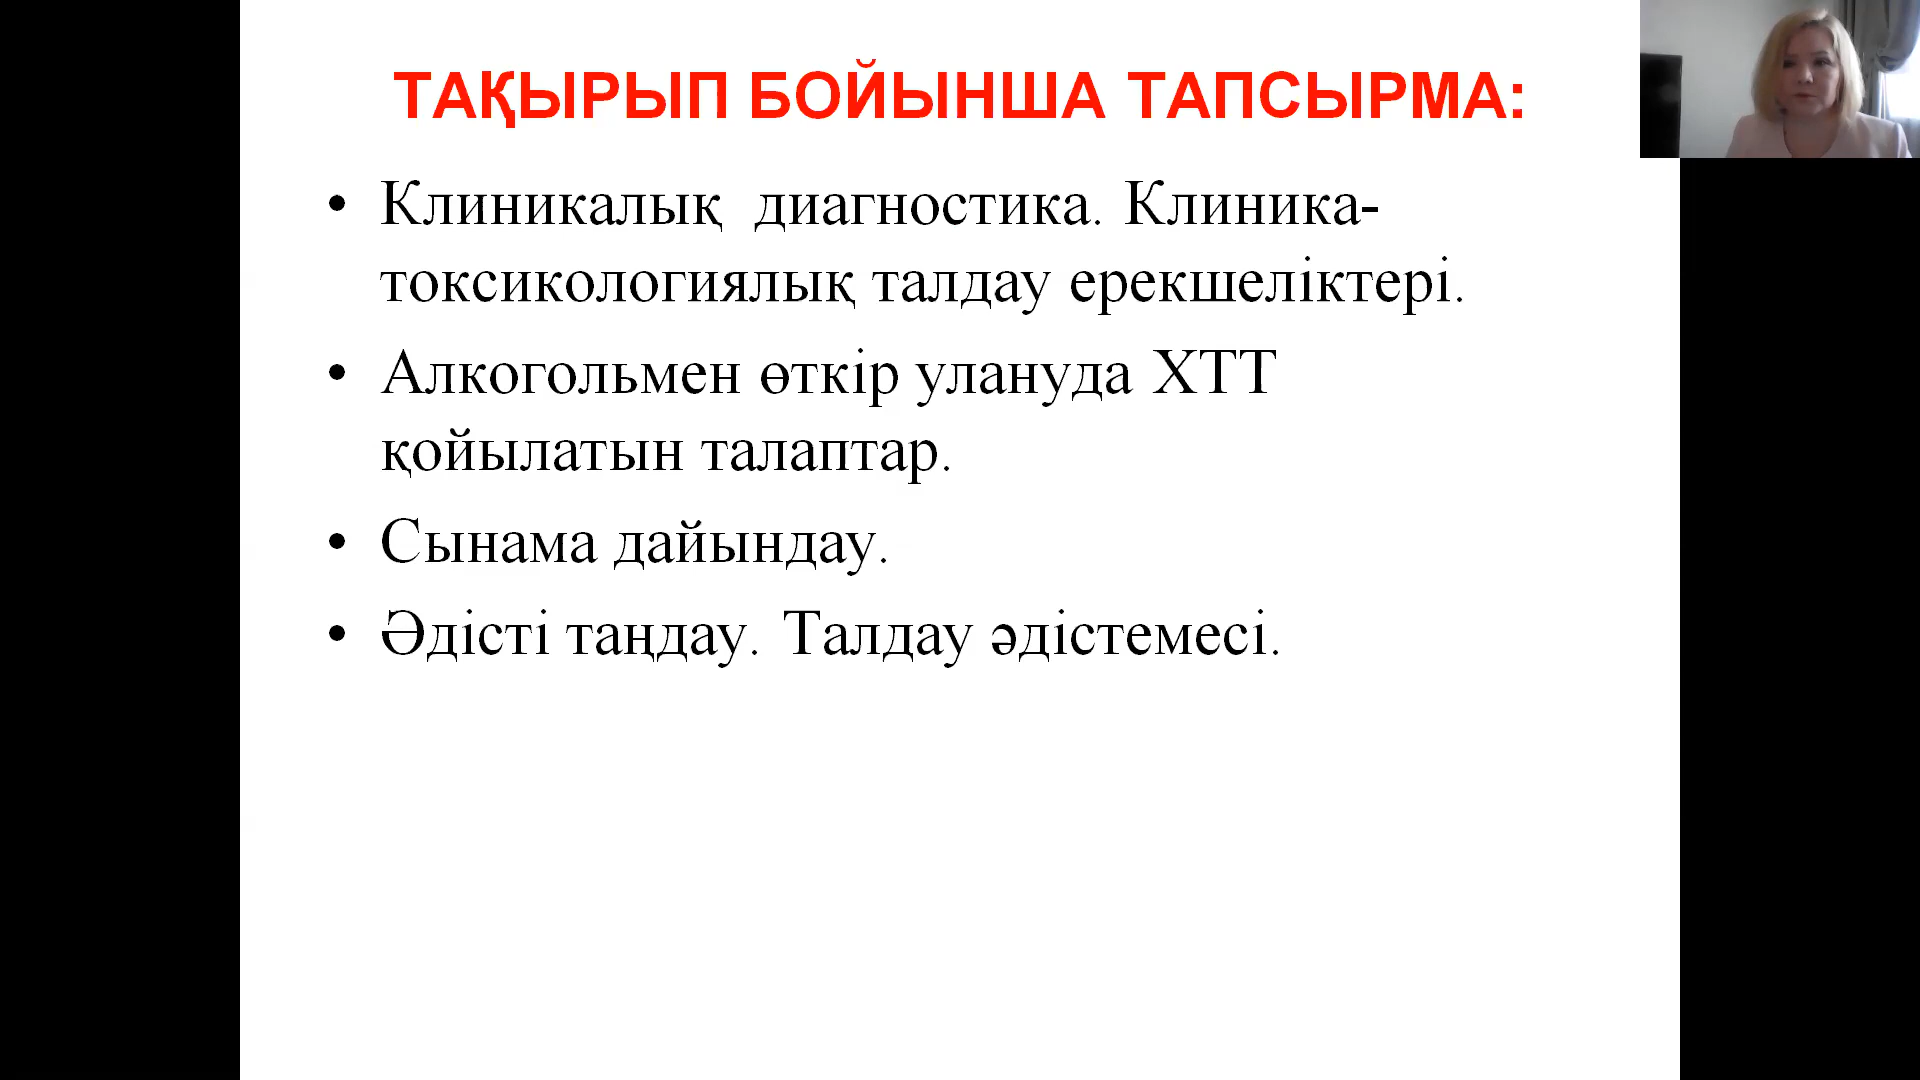 ТАҚЫРЫП БОЙЫНША ТАПСЫРМА:
• Клиникалық диагностика. Клиника-
токсикологиялық талдау ерекшеліктері.
• Алкогольмен өткір улануда ХТТ
қойылатын талаптар.
• Сынама дайындау.
• Әдісті таңдау. Талдау әдістемесі.